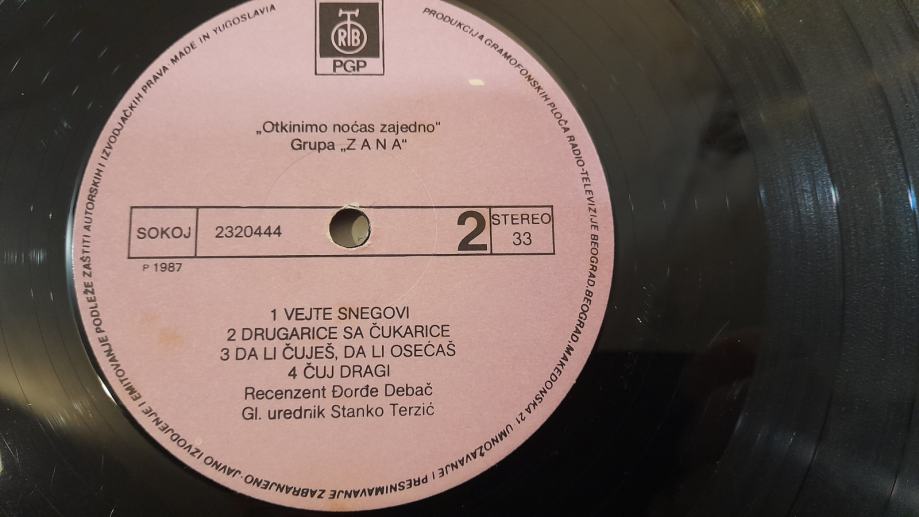 RTB
PGP
„Otkinimo noćas zajedno“
Grupa „Z A N A“
SOKOJ 2320444 2 STEREO 33
P 1987
1 VEJTE SNEGOVI
2 DRUGARICE SA ČUKARICE
3 DA LI ČUJEŠ, DA LI OSEĆAŠ
4 ČUJ DRAGI
Recenzent Đorđe Debač
Gl. urednik Stanko Terzić
PRODUKCIJA GRAMOFONSKIH PLOČA RADIO-TELEVIZIJE BEOGRAD, BEOGRAD, MAKEDONSKA 21 UMNOŽAVANJE I PRESNIMAVANJE ZABRANJENO · JAVNO IZVODJENJE I EMITOVANJE PODLEŽE ZAŠTITI AUTORSKIH I IZVODJAČKIH PRAVA · MADE IN YUGOSLAVIA